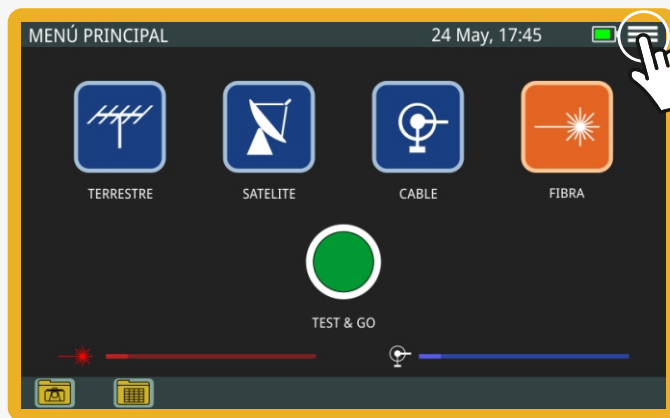 MENÚ PRINCIPAL 24 May, 17:45
TERRESTRE SATELITE CABLE FIBRA
TEST & GO